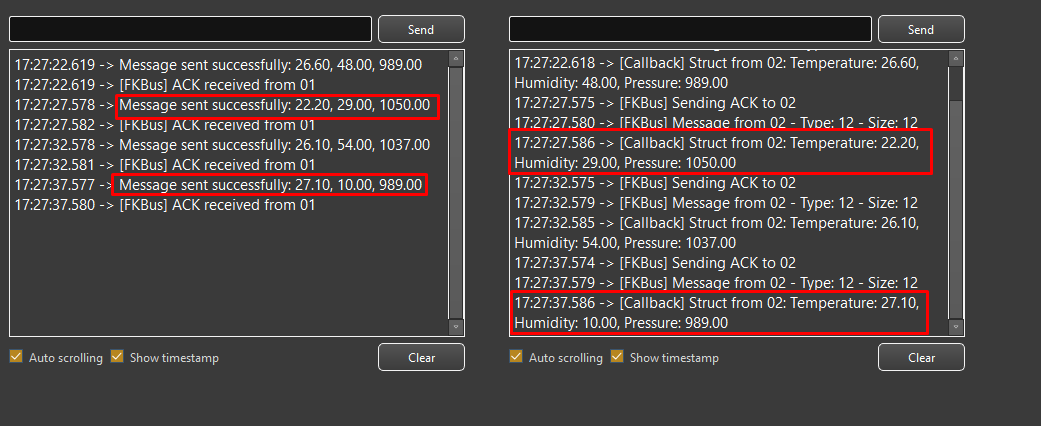 Send
17:27:22.619 -> Message sent successfully: 26.60, 48.00, 989.00
17:27:22.619 -> [FKBus] ACK received from 01
17:27:27.578 -> Message sent successfully: 22.20, 29.00, 1050.00
17:27:27.582 -> [FKBus] ACK received from 01
17:27:32.578 -> Message sent successfully: 26.10, 54.00, 1037.00
17:27:32.581 -> [FKBus] ACK received from 01
17:27:37.577 -> Message sent successfully: 27.10, 10.00, 989.00
17:27:37.580 -> [FKBus] ACK received from 01
Auto scrolling Show timestamp Clear
Send
17:27:22.618 -> [Callback] Struct from 02: Temperature: 26.60,
Humidity: 48.00, Pressure: 989.00
17:27:27.575 -> [FKBus] Sending ACK to 02
17:27:27.580 -> [FKBus] Message from 02 - Type: 12 - Size: 12
17:27:27.586 -> [Callback] Struct from 02: Temperature: 22.20,
Humidity: 29.00, Pressure: 1050.00
17:27:32.575 -> [FKBus] Sending ACK to 02
17:27:32.579 -> [FKBus] Message from 02 - Type: 12 - Size: 12
17:27:32.585 -> [Callback] Struct from 02: Temperature: 26.10,
Humidity: 54.00, Pressure: 1037.00
17:27:37.574 -> [FKBus] Sending ACK to 02
17:27:37.579 -> [FKBus] Message from 02 - Type: 12 - Size: 12
17:27:37.586 -> [Callback] Struct from 02: Temperature: 27.10,
Humidity: 10.00, Pressure: 989.00
Auto scrolling Show timestamp Clear